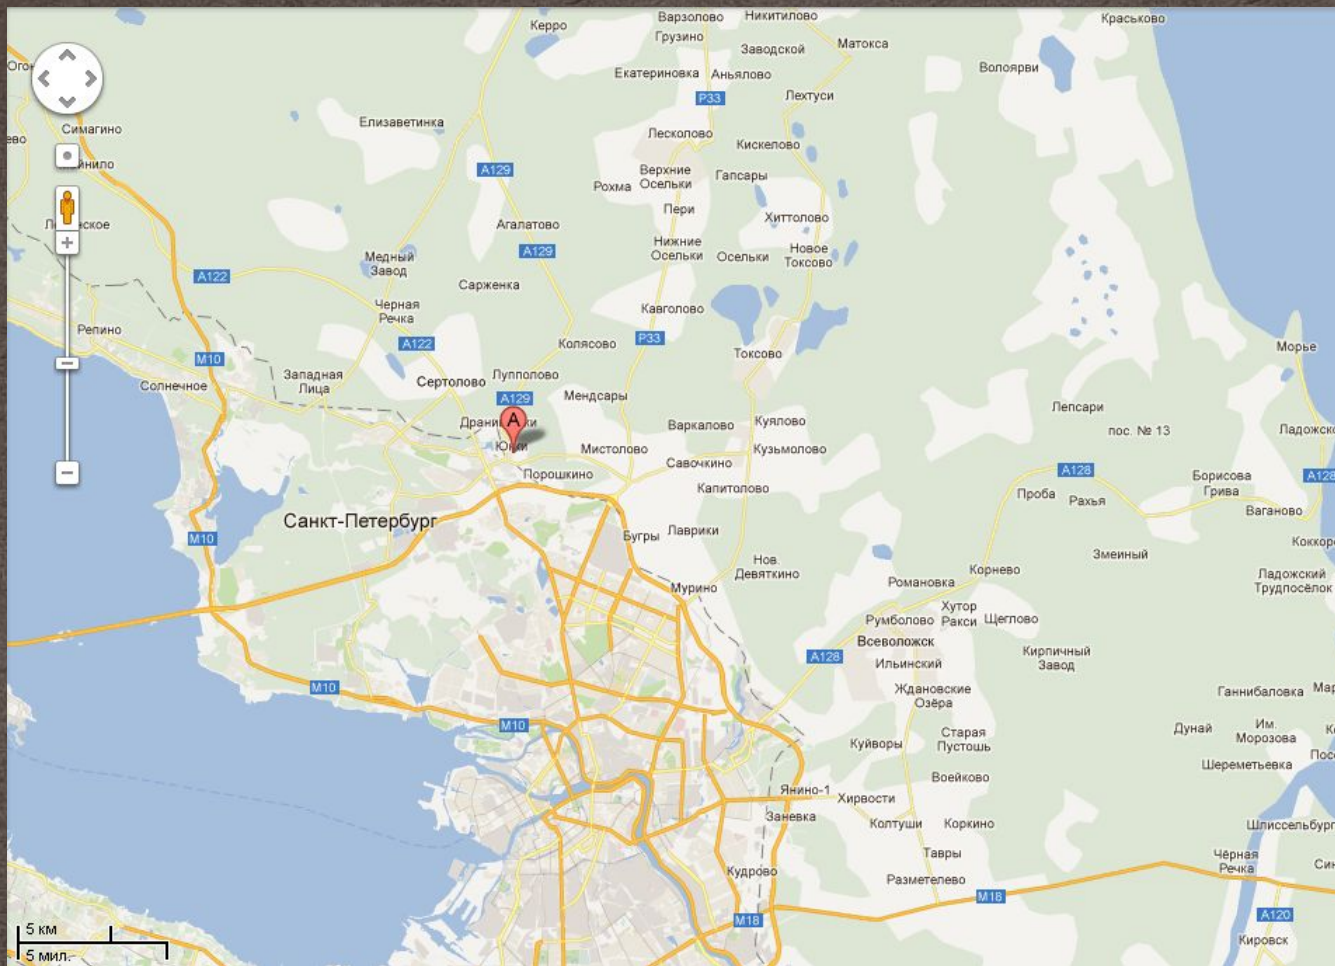 Керро
Варзолово
Никитилово
Краськово
Грузино
Заводской
Матокса
Екатериновка
Аньялово
Волоярви
Р33
Лехтуси
Елизаветинка
Симагино
Лесколово
Кискелово
А129
Верхние
Осельки
Гапсары
Рохма
Пери
Агалатово
Хиттолово
Нижние
Осельки
Осельки
Новое
Токсово
А129
Медный
Завод
А122
Сарженка
Черная
Речка
Кавголово
Репино
А122
Колясово
Р33
Токсово
Морье
М10
Солнечное
Западная
Лица
Сертолово
Лупполово
А129
Мендсары
Лепсари
Варкалово
Куялово
пос. № 13
Мистолово
Кузьмолово
Савочкино
Порошкино
А128
А128
Капитолово
Проба
Рахья
Борисова
Грива
Ваганово
Санкт-Петербург
М10
Бугры
Лаврики
Змеиный
Нов.
Девяткино
Корнево
Ладожский
Трудпосёлок
Мурино
Романовка
Хутор
Ракси
Щеглово
Румболово
Всеволожск
А128
Ильинский
Кирпичный
Завод
М10
Ждановские
Озёра
Ганнибаловка
М10
Старая
Пустошь
Куйворы
Дунай
Им.
Морозова
Шереметьевка
Воейково
Янино-1
Хирвости
Заневка
Колтуши
Коркино
Шлиссельбург
Тавры
Чёрная
Речка
Кудрово
Разметелево
М18
М18
А120
Кировск
5 км
5 мил.
A